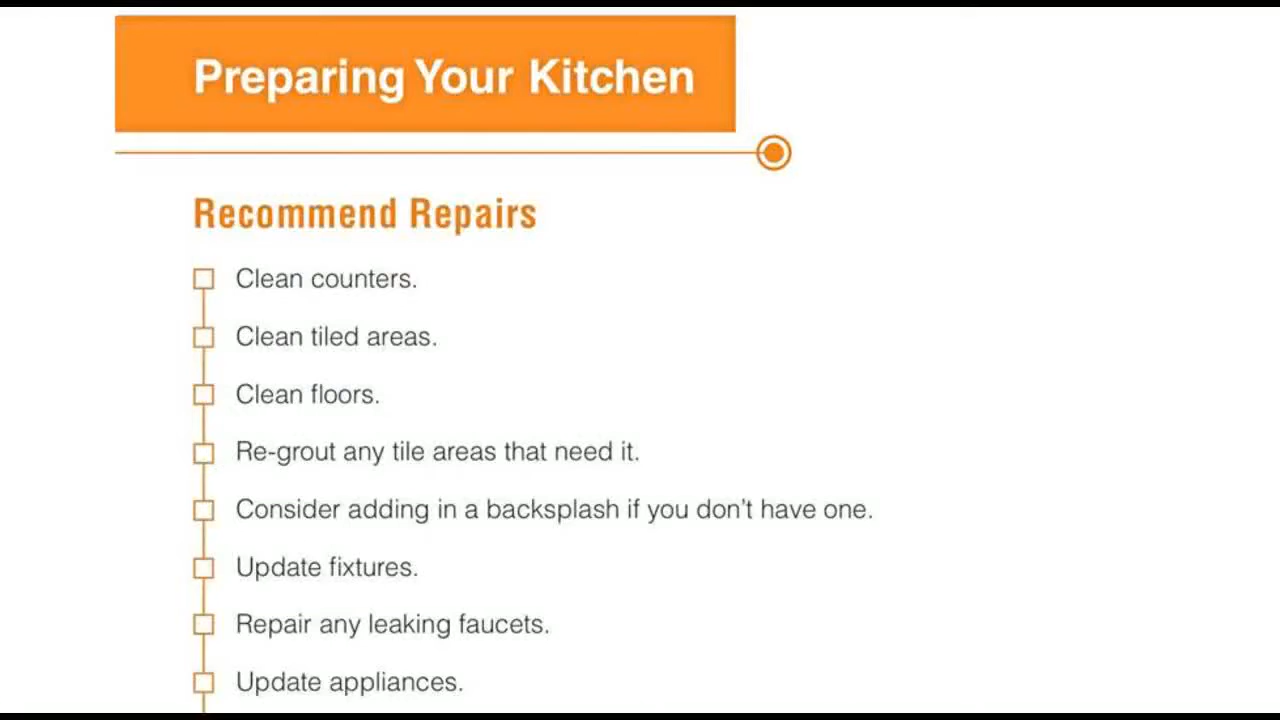 Preparing Your Kitchen
Recommend Repairs
Clean counters.
Clean tiled areas.
Clean floors.
Re-grout any tile areas that need it.
Consider adding in a backsplash if you don’t have one.
Update fixtures.
Repair any leaking faucets.
Update appliances.